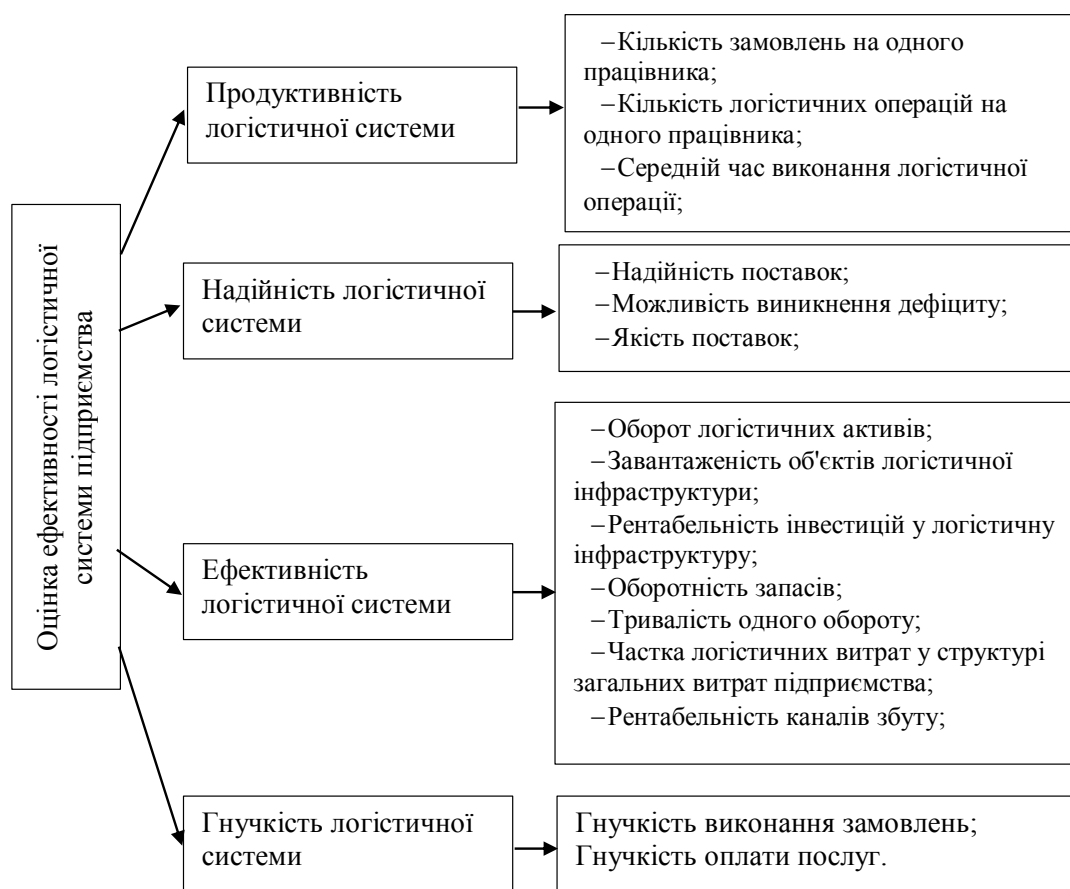 Оцінка ефективності логістичної
системи підприємства
Продуктивність
логістичної системи
–Кількість замовлень на одного
працівника;
–Кількість логістичних операцій на
одного працівника;
–Середній час виконання логістичної
операції;
Надійність логістичної
системи
–Надійність поставок;
–Можливість виникнення дефіциту;
–Якість поставок;
Ефективність
логістичної системи
–Оборот логістичних активів;
–Завантаженість об'єктів логістичної
інфраструктури;
–Рентабельність інвестицій у логістичну
інфраструктуру;
–Оборотність запасів;
–Тривалість одного обороту;
–Частка логістичних витрат у структурі
загальних витрат підприємства;
–Рентабельність каналів збуту;
Гнучкість логістичної
системи
Гнучкість виконання замовлень;
Гнучкість оплати послуг.